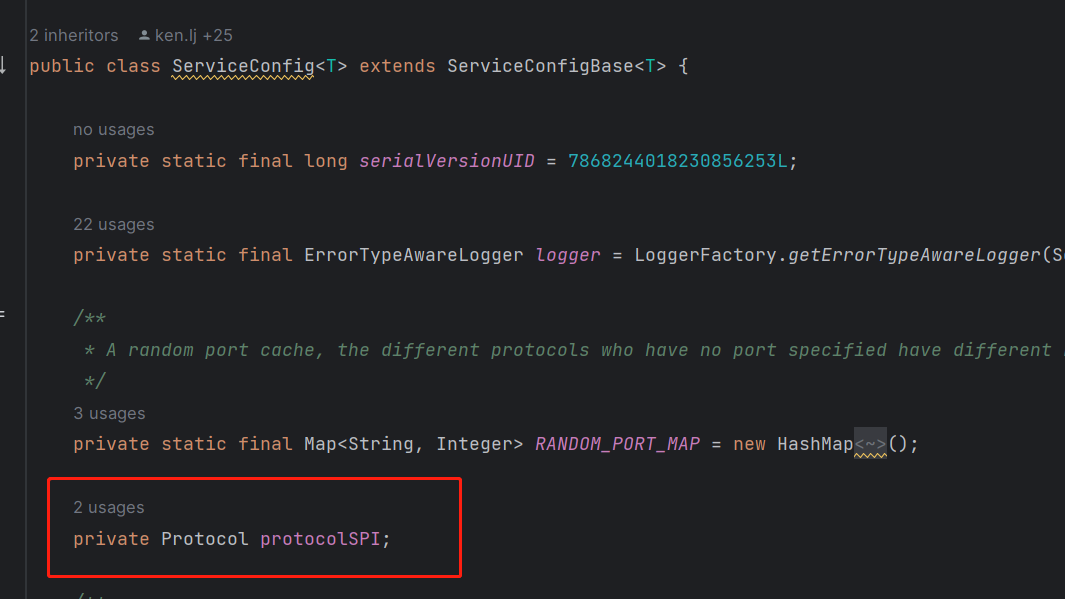 2 inheritors ken.lj +25
public class ServiceConfig<T> extends ServiceConfigBase<T> {
no usages
private static final long serialVersionUID = 7868244018230856253L;
22 usages
private static final ErrorTypeAwareLogger logger = LoggerFactory.getErrorTypeAwareLogger(S
/**
* A random port cache, the different protocols who have no port specified have different
*/
3 usages
private static final Map<String, Integer> RANDOM_PORT_MAP = new HashMap<~>();
2 usages
private Protocol protocolSPI;